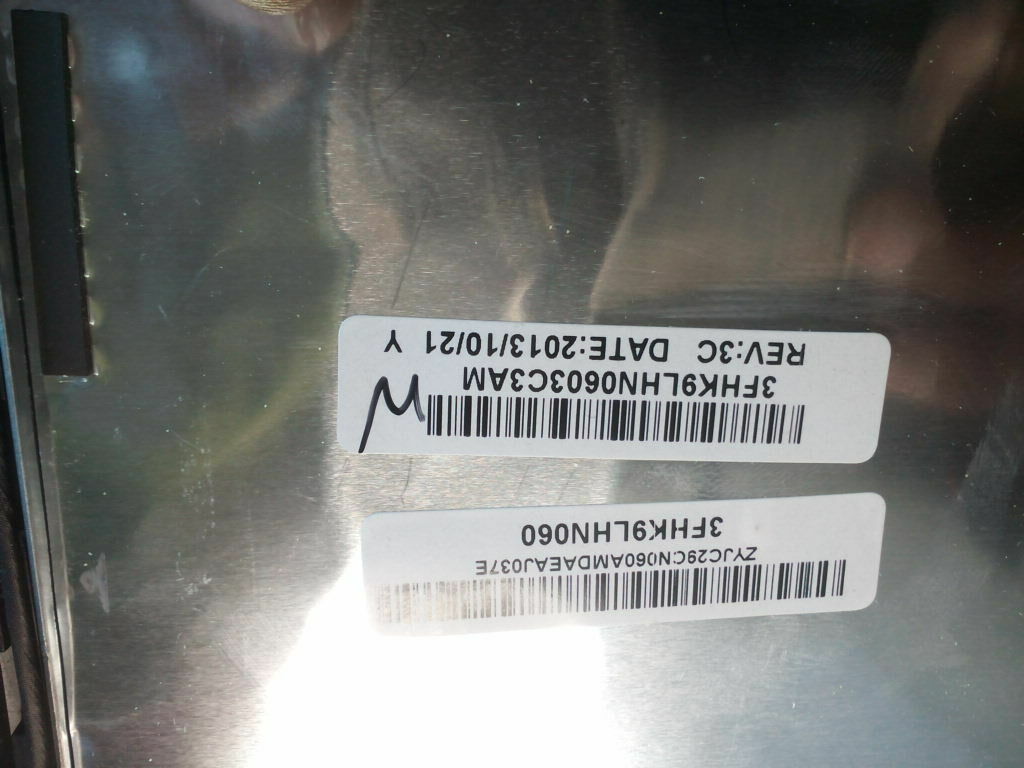 ZYJC29CN060AMDAEAJ037E
3FHK9LHN060
3FHK9LHN0603C3AM
REV:3C DATE:2013/10/21 Y